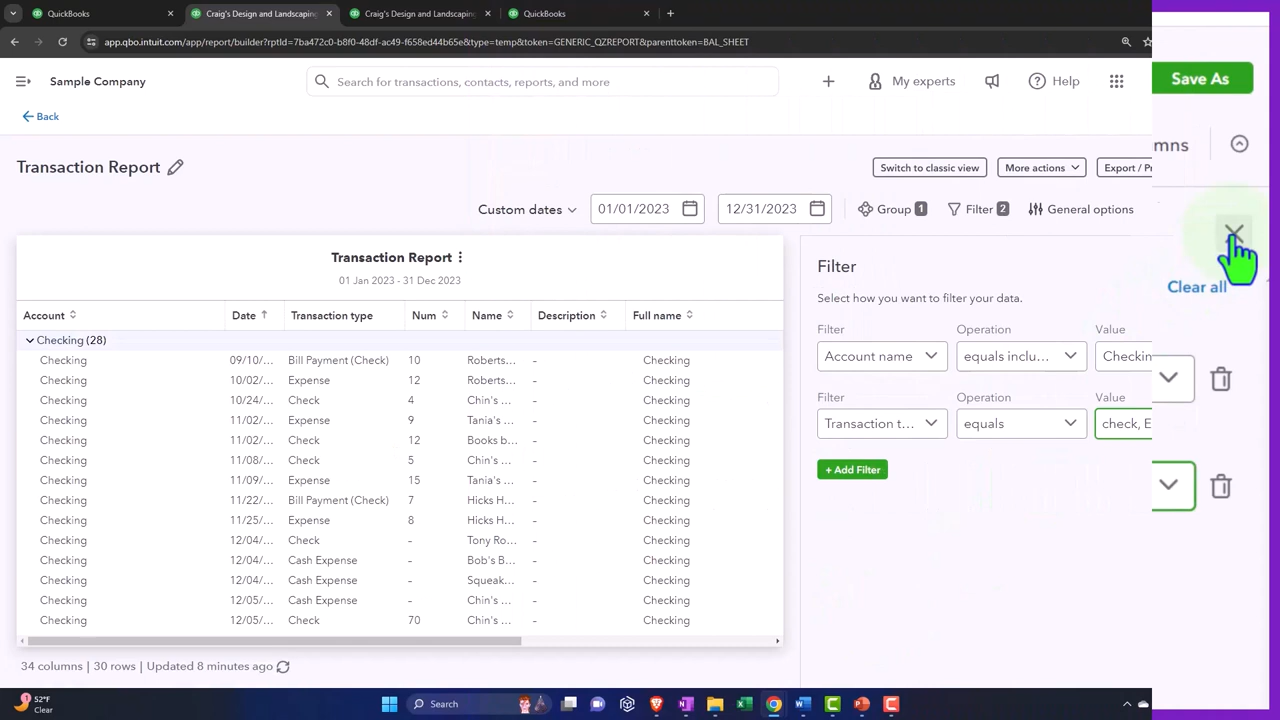 QuickBooks
Craig's Design and Landscaping
Craig's Design and Landscaping
QuickBooks
app.qbo.intuit.com/app/report/builder?rptId=7ba472c0-b8f0-48df-ac49-f658ed44b65e&type=temp&token=GENERIC_QZREPORT&parenttoken=BAL_SHEET
Sample Company
Search for transactions, contacts, reports, and more
My experts
Help
Save As
Back
mns
Transaction Report
Switch to classic view
More actions
Export / Pr
Custom dates
01/01/2023
12/31/2023
Group 1
Filter 2
General options
Transaction Report
01 Jan 2023 - 31 Dec 2023
Account Date Transaction type Num Name Description Full name
Checking (28)
Checking 09/10/... Bill Payment (Check) 10 Roberts... – Checking
Checking 10/02/... Expense 12 Roberts... – Checking
Checking 10/24/... Check 4 Chin's ... – Checking
Checking 11/02/... Expense 9 Tania's ... – Checking
Checking 11/02/... Check 12 Books b... – Checking
Checking 11/08/... Check 5 Chin's ... – Checking
Checking 11/09/... Expense 15 Tania's ... – Checking
Checking 11/22/... Bill Payment (Check) 7 Hicks H... – Checking
Checking 11/25/... Expense 8 Hicks H... – Checking
Checking 12/04/... Check – Tony Ro... – Checking
Checking 12/04/... Cash Expense – Bob's B... – Checking
Checking 12/04/... Cash Expense – Squeak... – Checking
Checking 12/05/... Cash Expense – Chin's ... – Checking
Checking 12/05/... Check 70 Chin's ... – Checking
34 columns | 30 rows | Updated 8 minutes ago
Filter
Select how you want to filter your data.
Clear all
Filter Operation Value
Account name equals inclu... Checkin
Filter Operation Value
Transaction t... equals check, E
+ Add Filter
52°F
Clear
Search